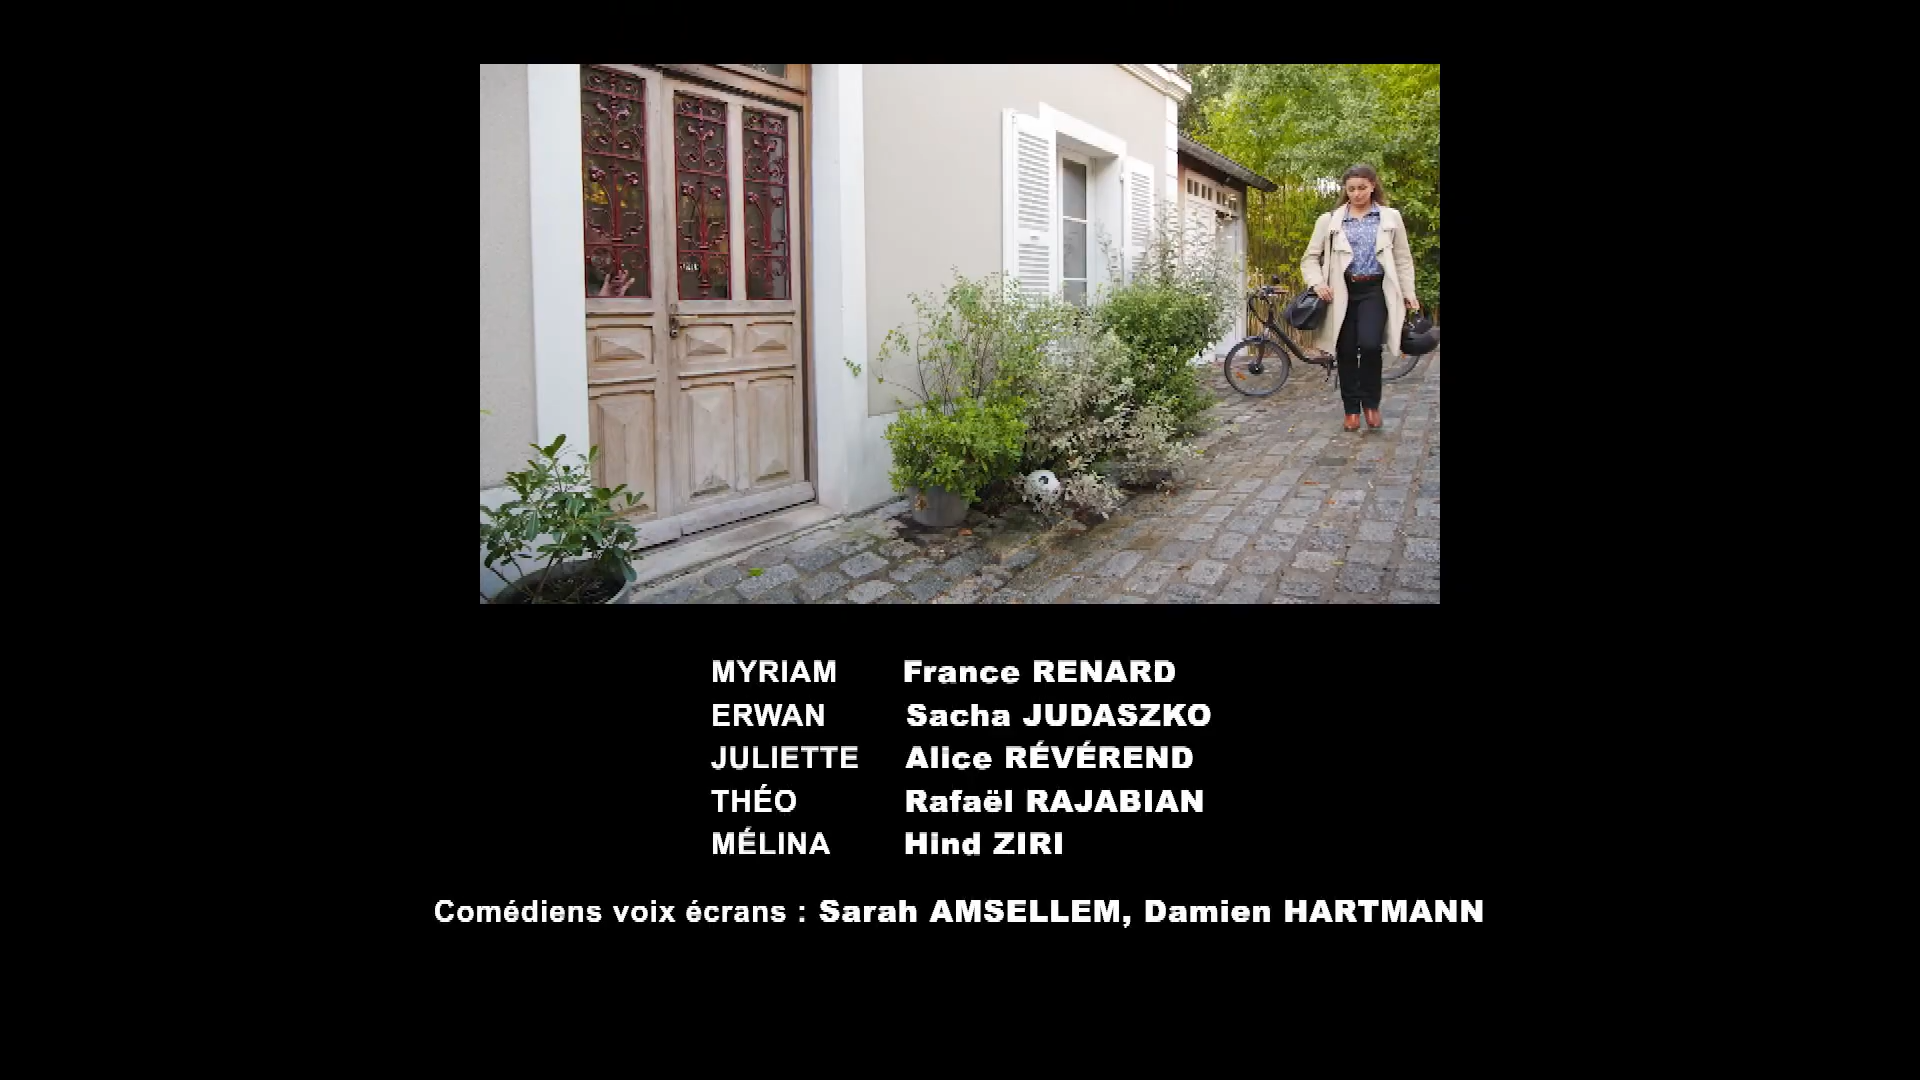 MYRIAM France RENARD
ERWAN Sacha JUDASZKO
JULIETTE Alice RÉVÉREND
THÉO Rafaël RAJABIAN
MÉLINA Hind ZIRI
Comédiens voix écrans : Sarah AMSELLEM, Damien HARTMANN